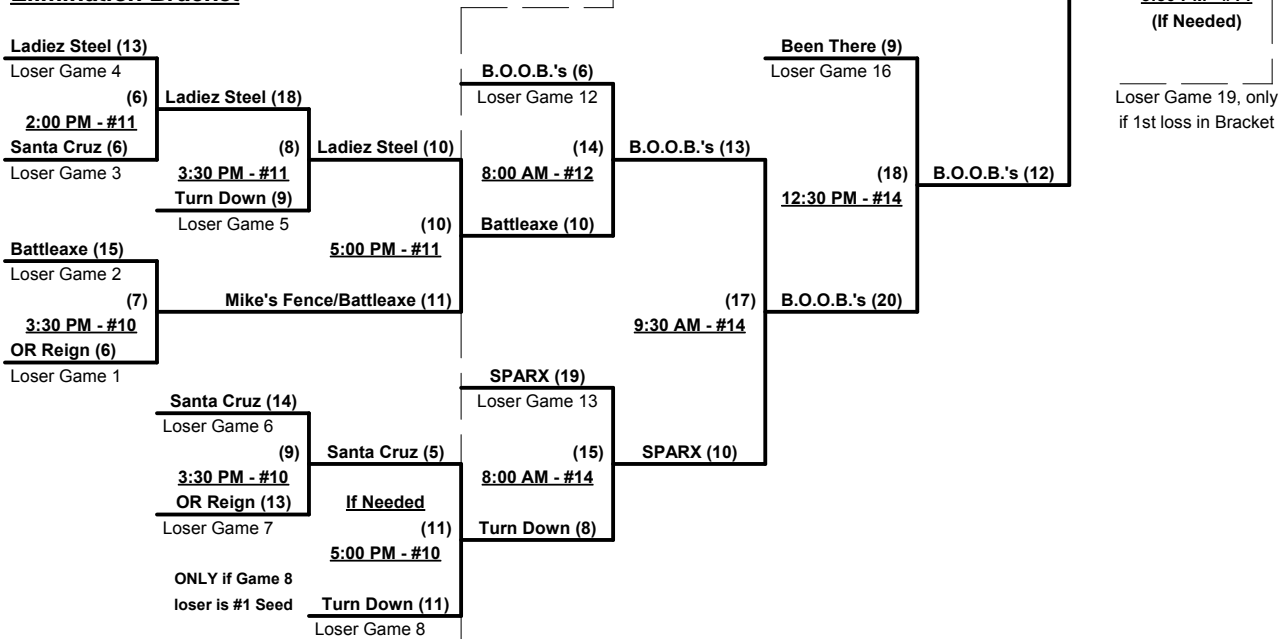 (If Needed)
Loser Game 19, only
if 1st loss in Bracket
Ladiez Steel (13)
Loser Game 4
(6)
2:00 PM - #11
Santa Cruz (6)
Loser Game 3
Ladiez Steel (18)
(8)
3:30 PM - #11
Turn Down (9)
Loser Game 5
Ladiez Steel (10)
(10)
5:00 PM - #11
Battleaxe (15)
Loser Game 2
(7)
3:30 PM - #10
OR Reign (6)
Loser Game 1
Mike's Fence/Battleaxe (11)
Santa Cruz (14)
Loser Game 6
(9)
3:30 PM - #10
OR Reign (13)
Loser Game 7
Santa Cruz (5)
If Needed
(11)
5:00 PM - #10
ONLY if Game 8
loser is #1 Seed
Turn Down (11)
Loser Game 8
B.O.O.B.'s (6)
Loser Game 12
(14)
8:00 AM - #12
Battleaxe (10)
B.O.O.B.'s (13)
SPARX (19)
Loser Game 13
(15)
8:00 AM - #14
Turn Down (8)
SPARX (10)
(17)
9:30 AM - #14
Been There (9)
Loser Game 16
(18)
12:30 PM - #14
B.O.O.B.'s (20)
B.O.O.B.'s (12)